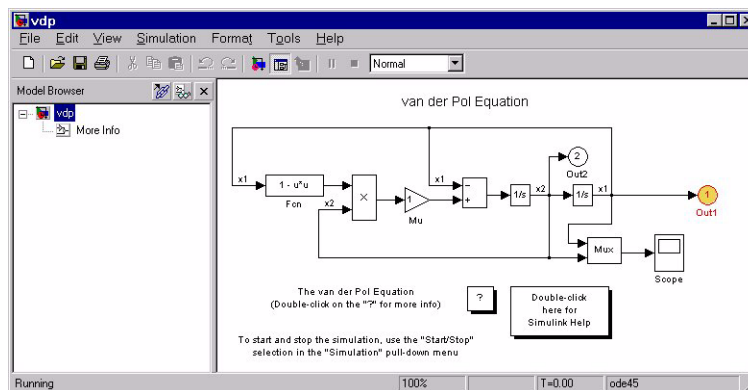 vdp
File Edit View Simulation Format Tools Help
Normal
Model Browser
vdp
More Info
van der Pol Equation
x1
1 - u*u
Fcn
x2
×
1
Mu
x1
−
+
1/s
x2
2
Out2
1/s
x1
1
Out1
Mux
Scope
The van der Pol Equation
(Double-click on the "?" for more info)
?
Double-click
here for
Simulink Help
To start and stop the simulation, use the "Start/Stop"
selection in the "Simulation" pull-down menu
Running 100% T=0.00 ode45